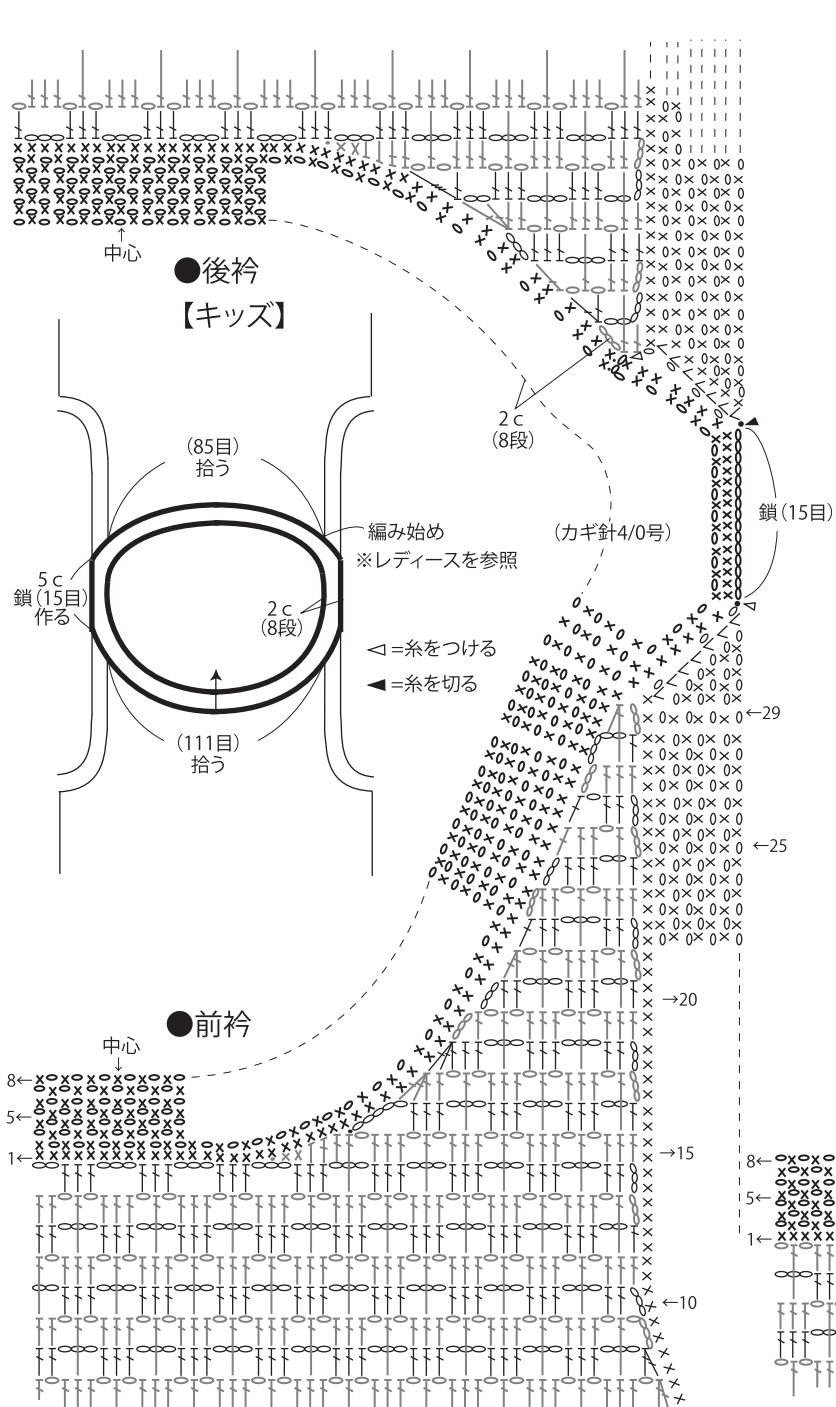 中心
●後衿
【キッズ】
2c
(8段)
(85目)
拾う
編み始め
※レディースを参照
(カギ針4/0号)
鎖(15目)
5c
鎖(15目)
作る
2c
(8段)
◁=糸をつける
◀=糸を切る
(111目)
拾う
←29
←25
→20
●前衿
中心
8←
5←
1←
→15
8←
5←
1←
←10